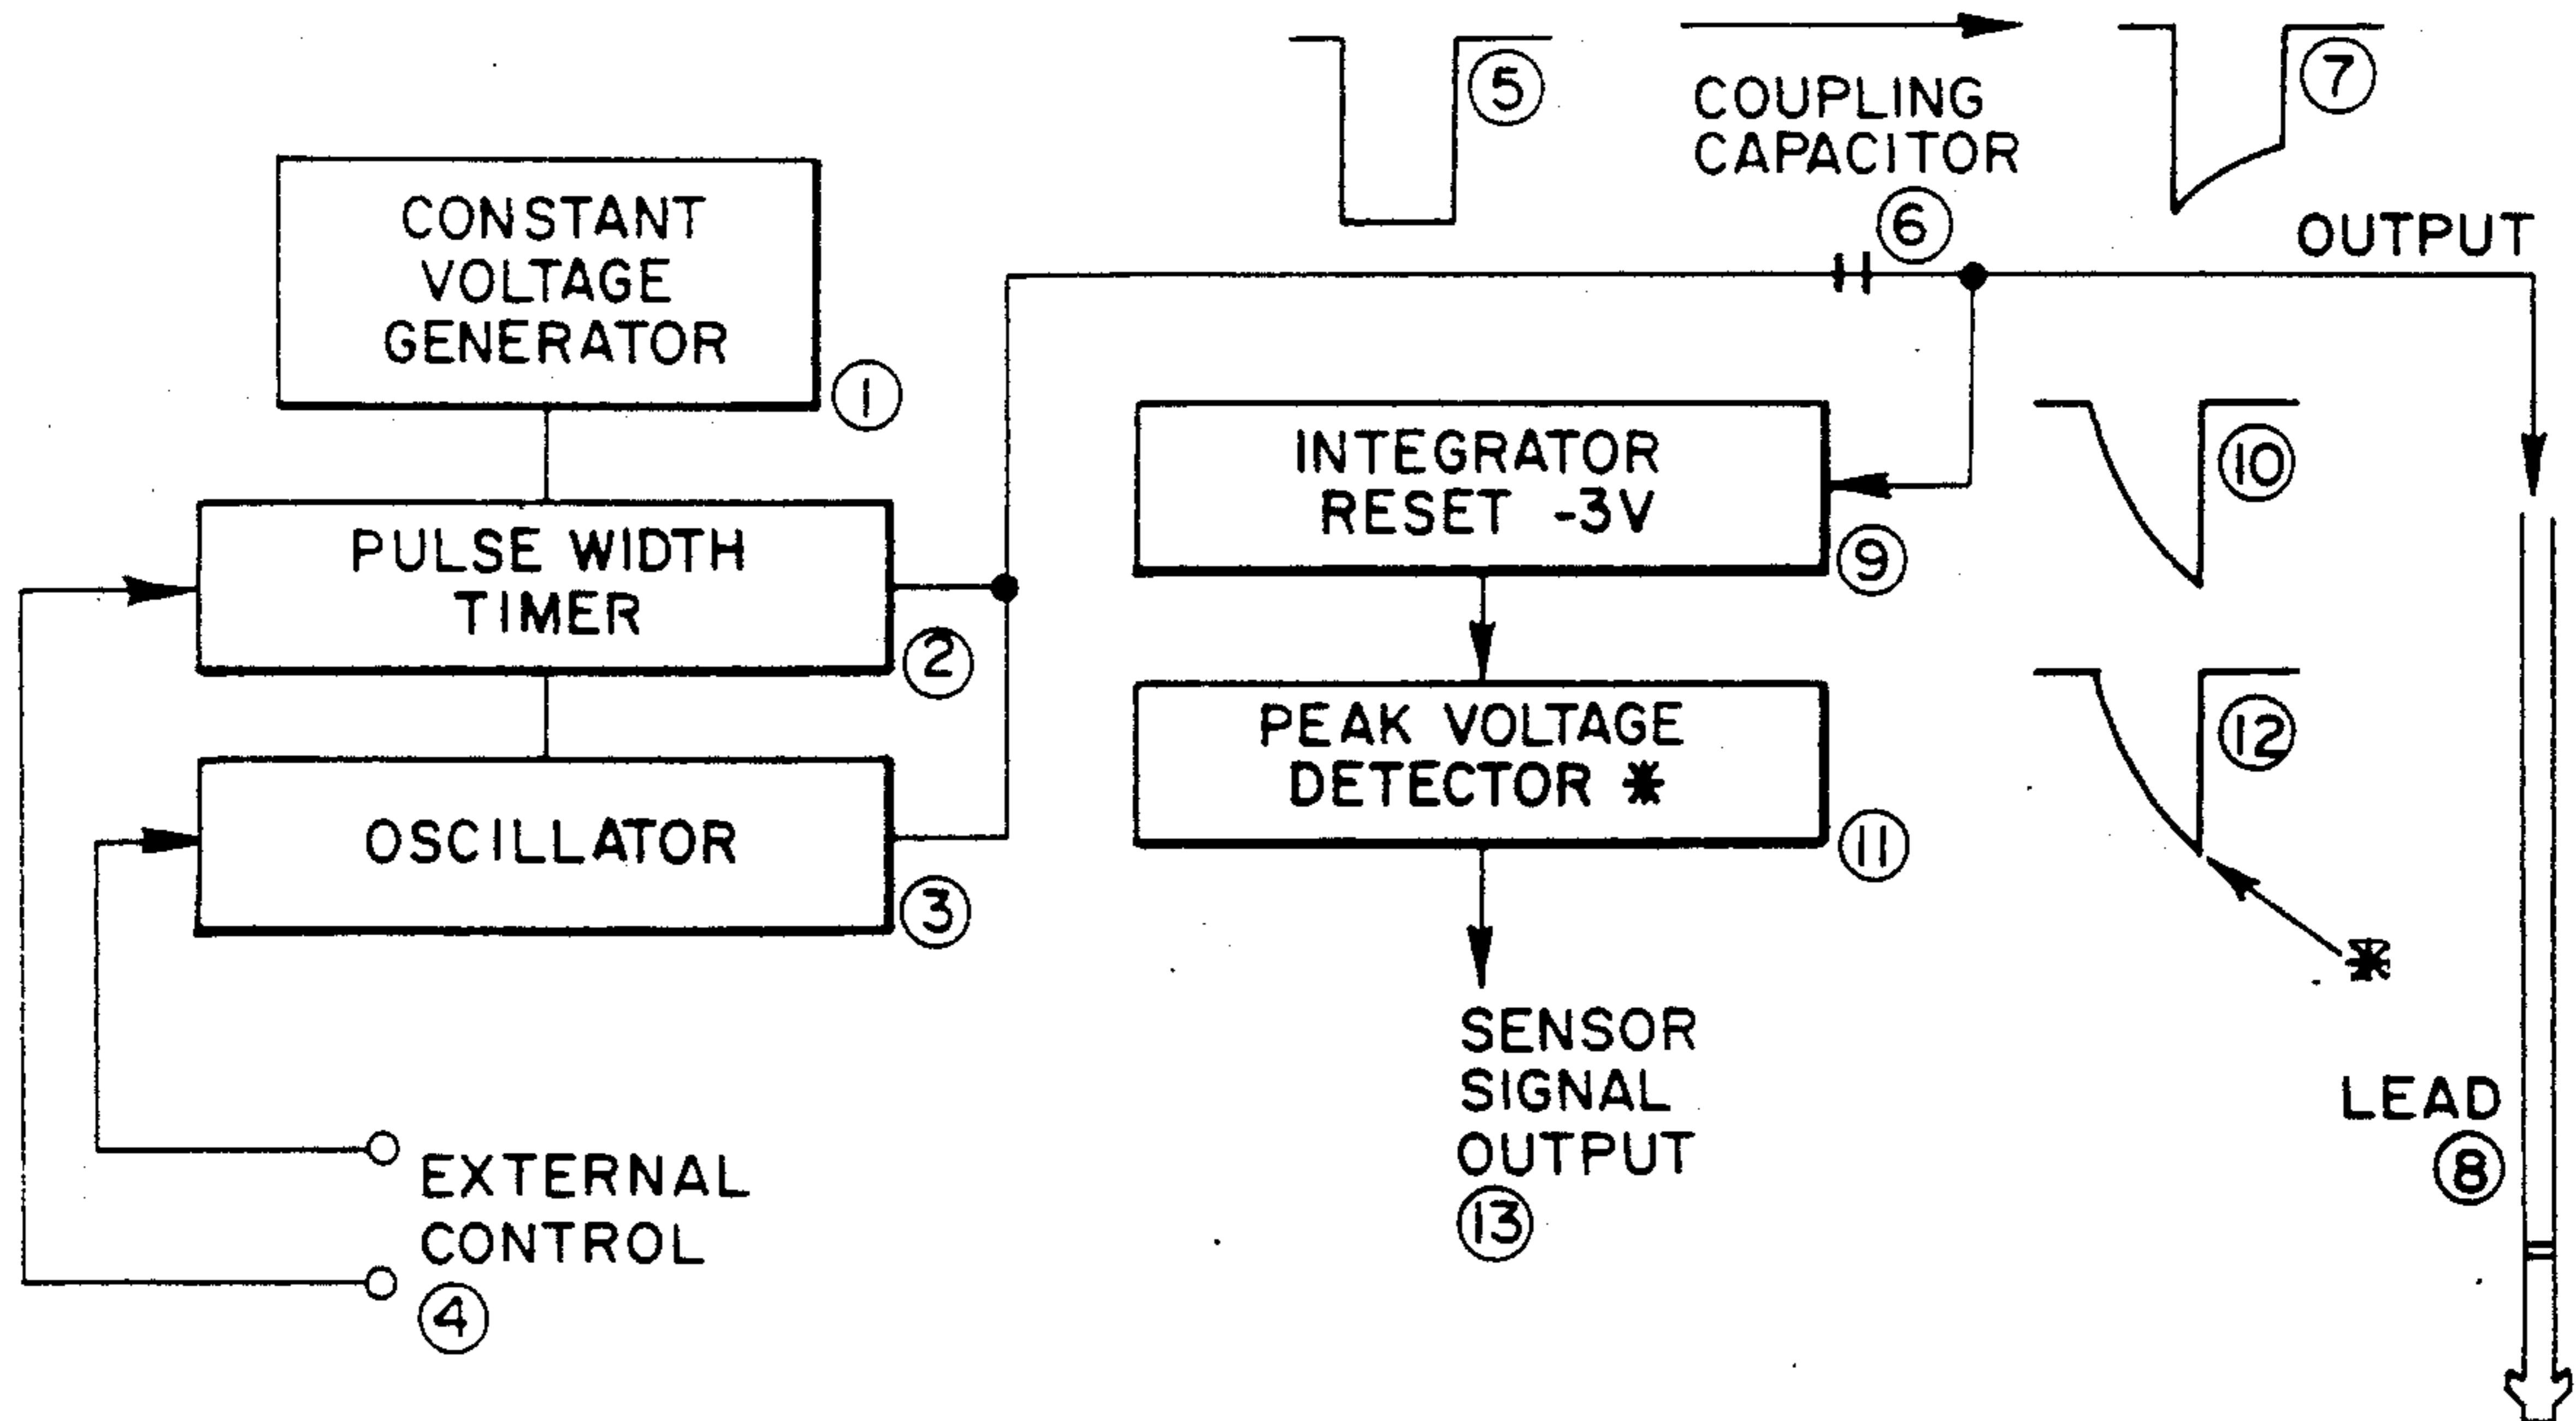 CONSTANT
VOLTAGE
GENERATOR
1
PULSE WIDTH
TIMER
2
OSCILLATOR
3
EXTERNAL
CONTROL
4
5
COUPLING
CAPACITOR
6
7
OUTPUT
INTEGRATOR
RESET -3V
9
10
PEAK VOLTAGE
DETECTOR *
11
12
*
SENSOR
SIGNAL
OUTPUT
13
LEAD
8